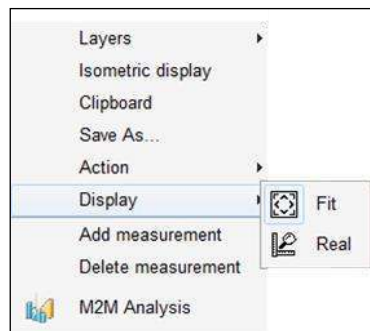 Layers
Isometric display
Clipboard
Save As...
Action
Display
Fit
Real
Add measurement
Delete measurement
M2M Analysis